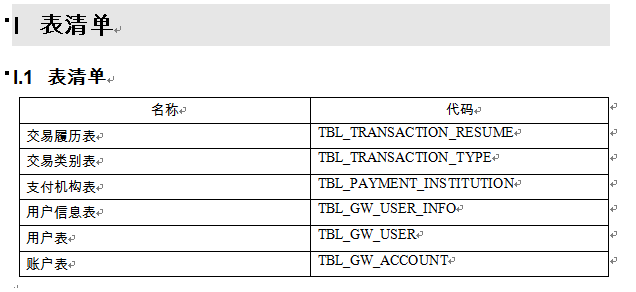 I 表清单
I.1 表清单
名称 代码
交易履历表 TBL_TRANSACTION_RESUME
交易类别表 TBL_TRANSACTION_TYPE
支付机构表 TBL_PAYMENT_INSTITUTION
用户信息表 TBL_GW_USER_INFO
用户表 TBL_GW_USER
账户表 TBL_GW_ACCOUNT